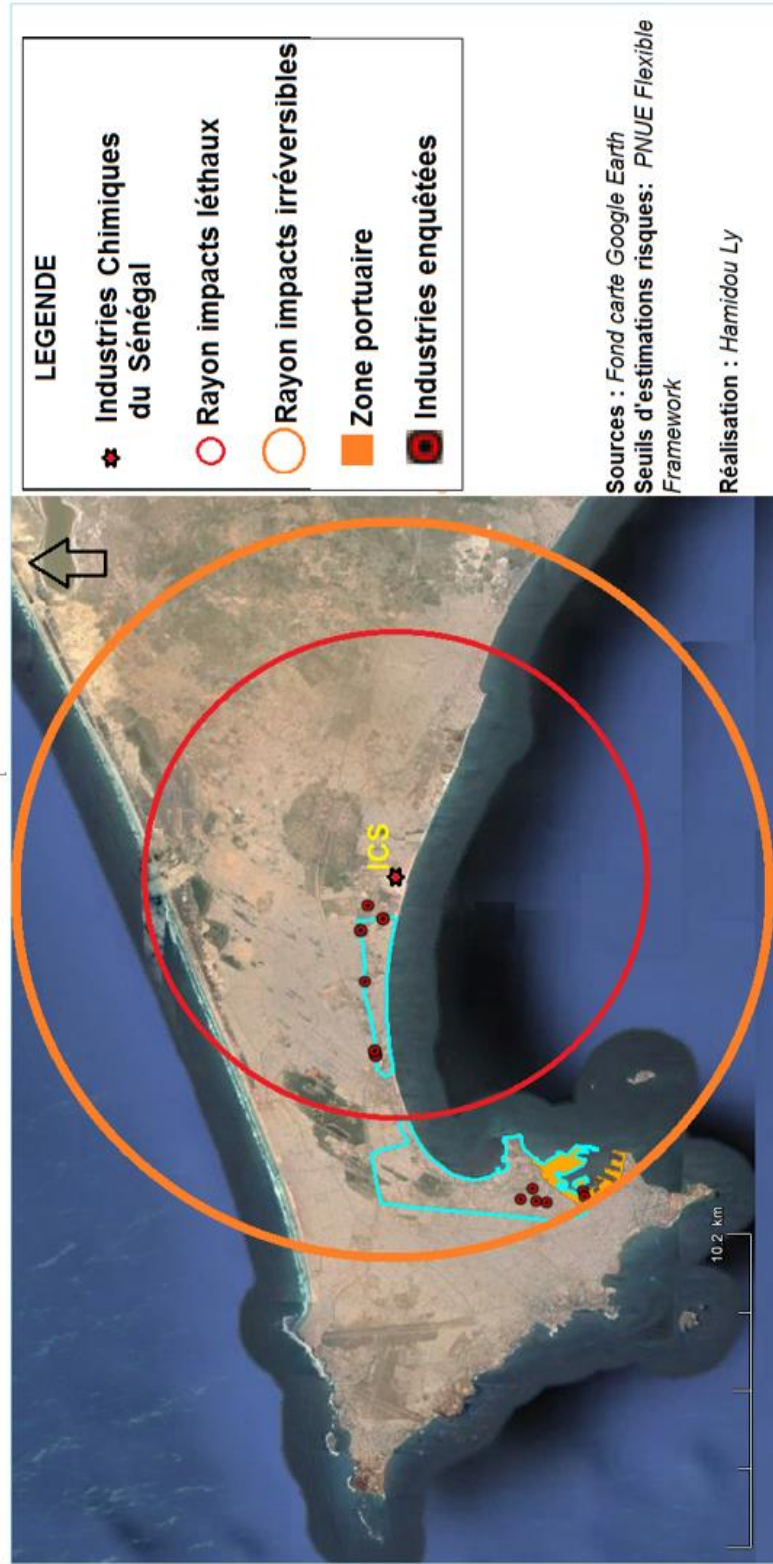 LEGENDE
Industries Chimiques
du Sénégal
Rayon impacts léthaux
Rayon impacts irréversibles
Zone portuaire
Industries enquêtées
Sources : Fond carte Google Earth
Seuils d'estimations risques: PNUE Flexible
Framework
Réalisation : Hamidou Ly
ICS
10.2 km